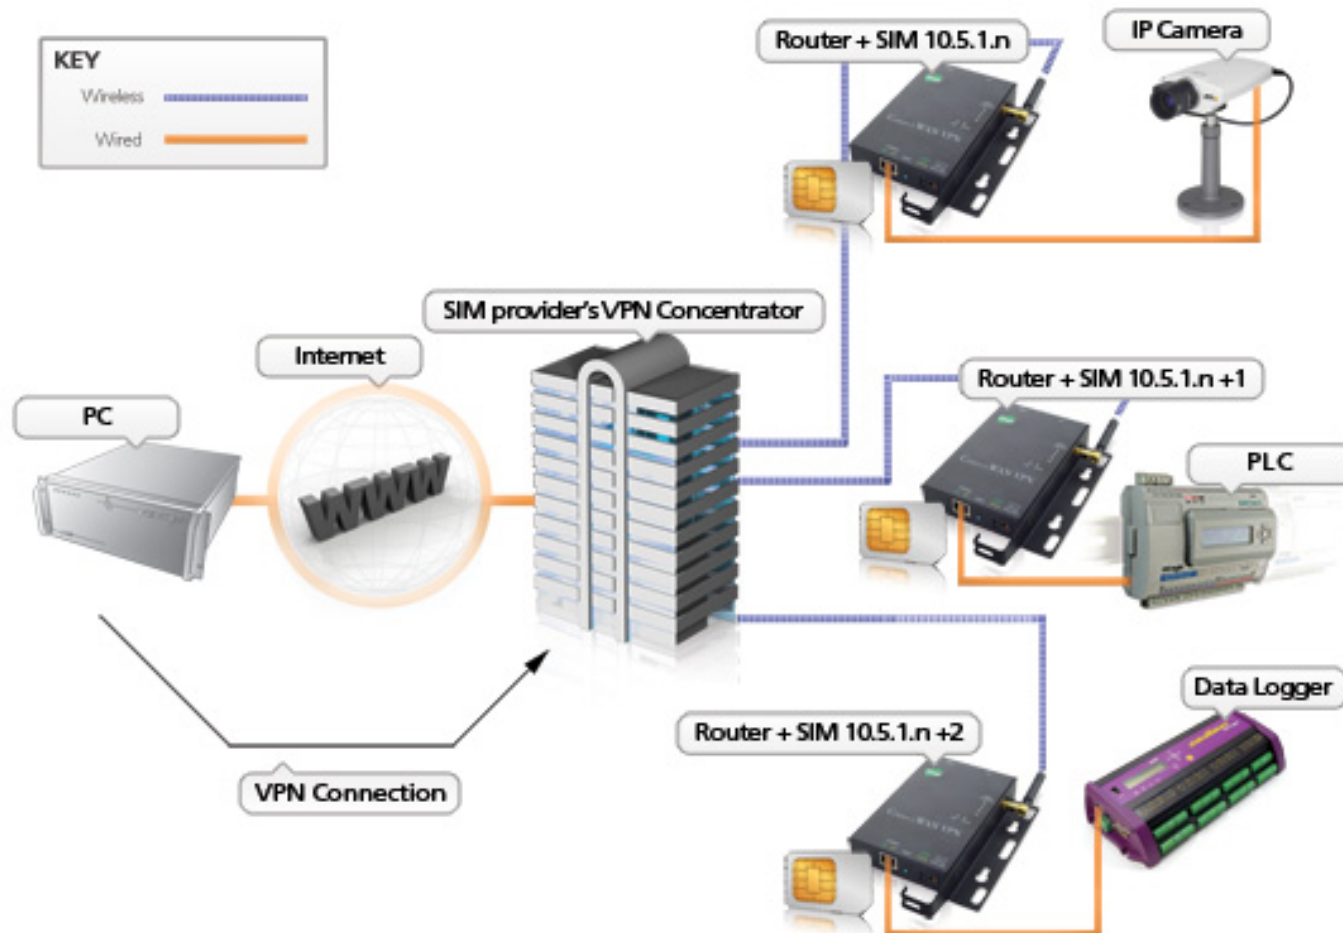 KEY
Wireless
Wired
Router + SIM 10.5.1.n
IP Camera
SIM provider's VPN Concentrator
Internet
PC
WWW
Router + SIM 10.5.1.n +1
PLC
Data Logger
Router + SIM 10.5.1.n +2
VPN Connection